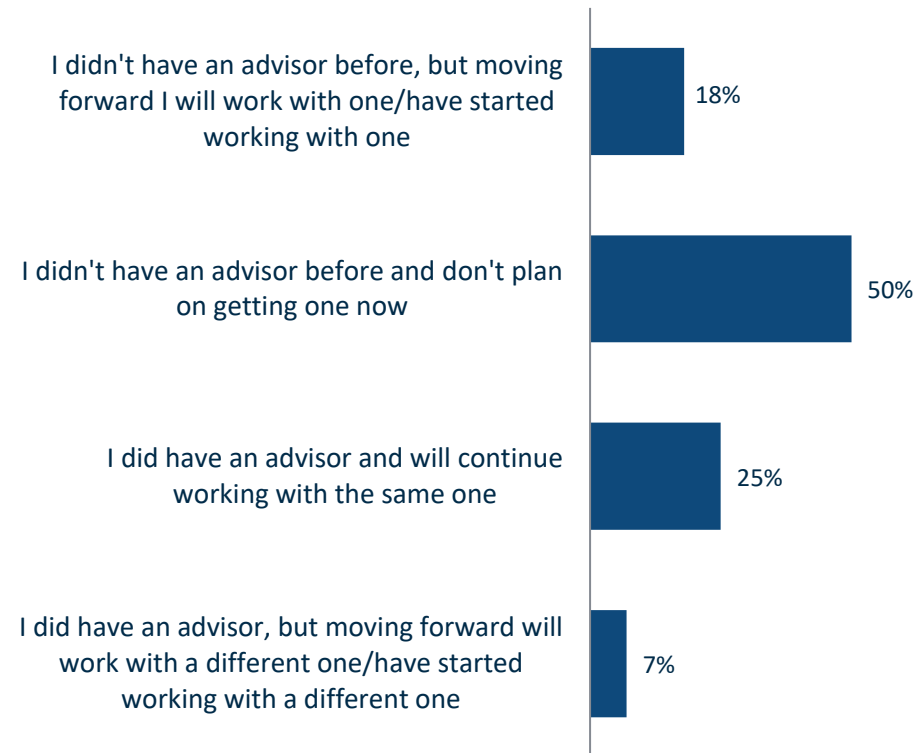 I didn't have an advisor before, but moving
forward I will work with one/have started
working with one
18%
I didn't have an advisor before and don't plan
on getting one now
50%
I did have an advisor and will continue
working with the same one
25%
I did have an advisor, but moving forward will
work with a different one/have started
working with a different one
7%